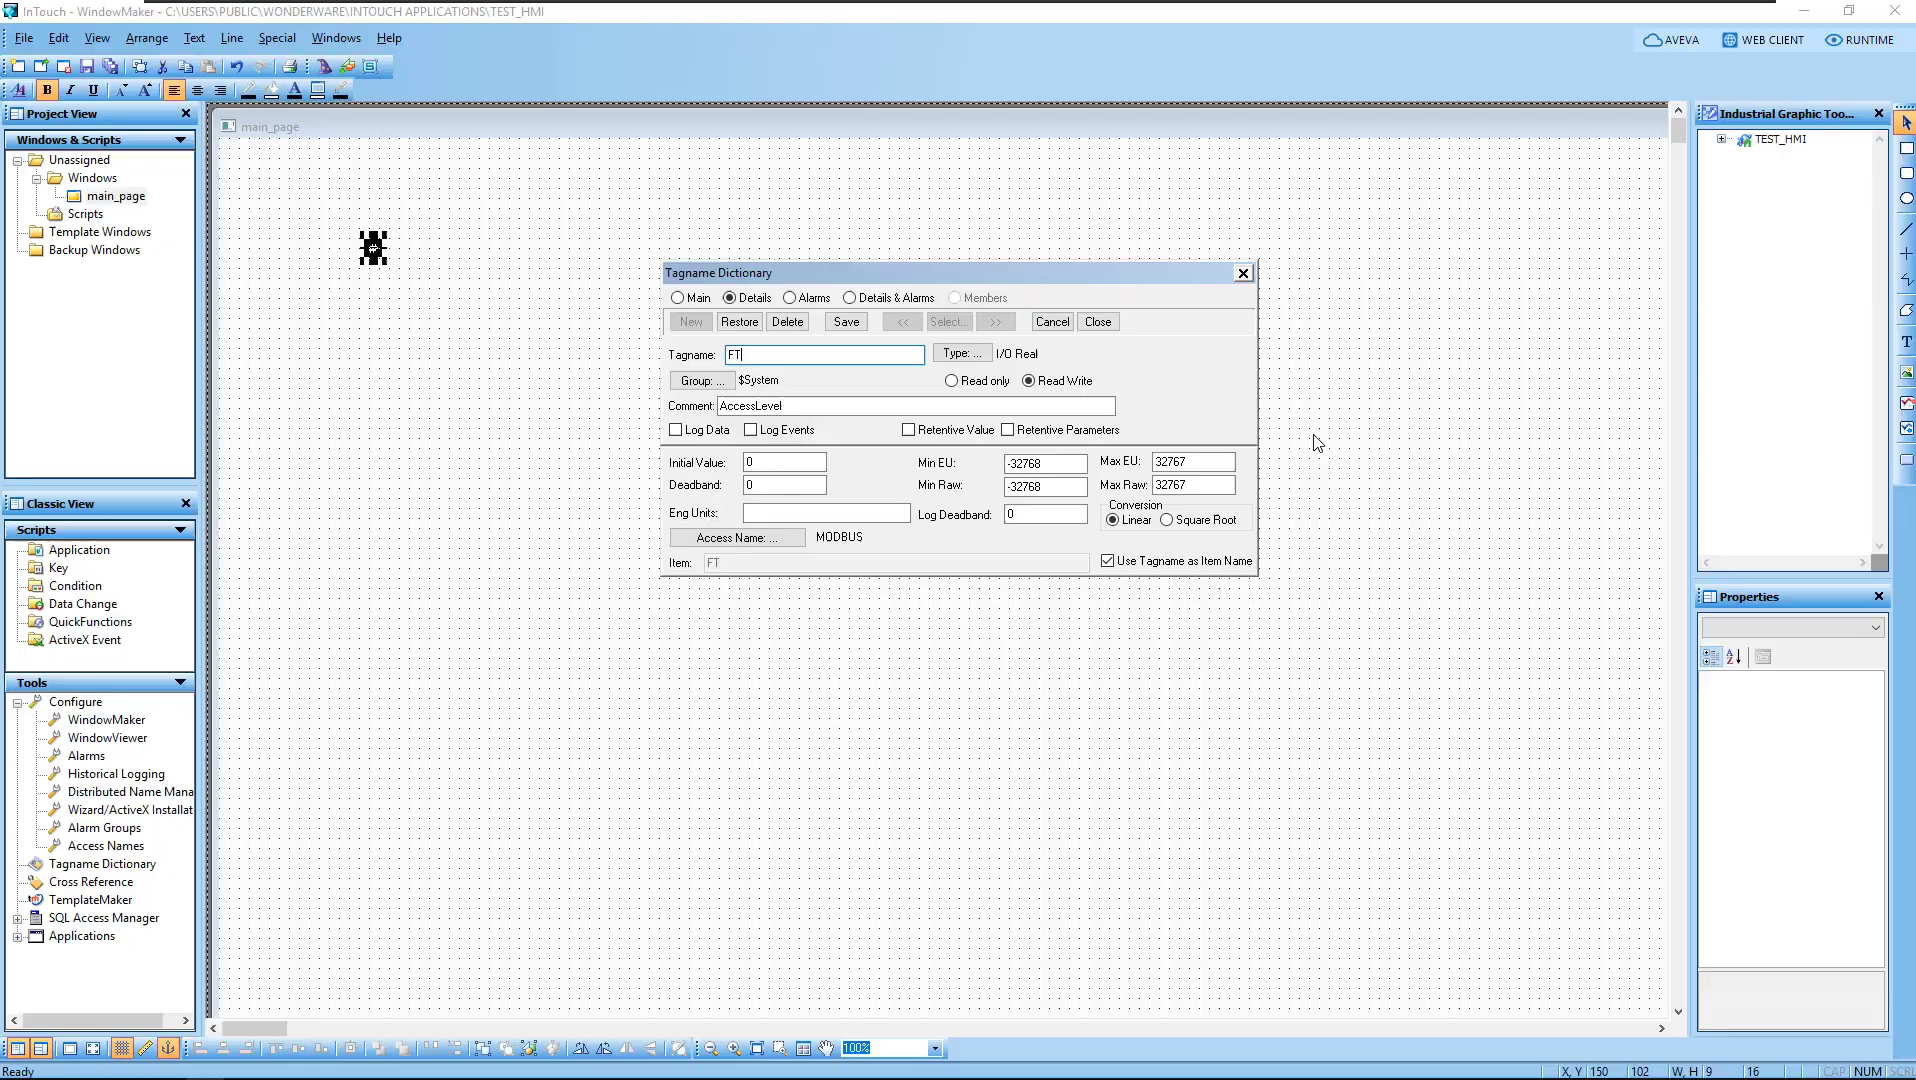 InTouch - WindowMaker - C:\USERS\PUBLIC\WONDERWARE\INTOUCH APPLICATIONS\TEST_HMI
File Edit View Arrange Text Line Special Windows Help
AVEVA WEB CLIENT RUNTIME
Project View
Windows & Scripts
Unassigned
Windows
main_page
Scripts
Template Windows
Backup Windows
Classic View
Scripts
Application
Key
Condition
Data Change
QuickFunctions
ActiveX Event
Tools
Configure
WindowMaker
WindowViewer
Alarms
Historical Logging
Distributed Name Mana
Wizard/ActiveX Installat
Alarm Groups
Access Names
Tagname Dictionary
Cross Reference
TemplateMaker
SQL Access Manager
Applications
main_page
Tagname Dictionary
Main Details Alarms Details & Alarms Members
New Restore Delete Save << Select... >> Cancel Close
Tagname: FT Type: ... I/O Real
Group: ... $System Read only Read Write
Comment: AccessLevel
Log Data Log Events Retentive Value Retentive Parameters
Initial Value: 0 Min EU: -32768 Max EU: 32767
Deadband: 0 Min Raw: -32768 Max Raw: 32767
Eng Units: Log Deadband: 0 Conversion
Linear Square Root
Access Name: ... MODBUS
Item: FT Use Tagname as Item Name
Industrial Graphic Too...
TEST_HMI
Properties
100%
Ready X, Y 150 102 W, H 9 16 CAP NUM SCRL